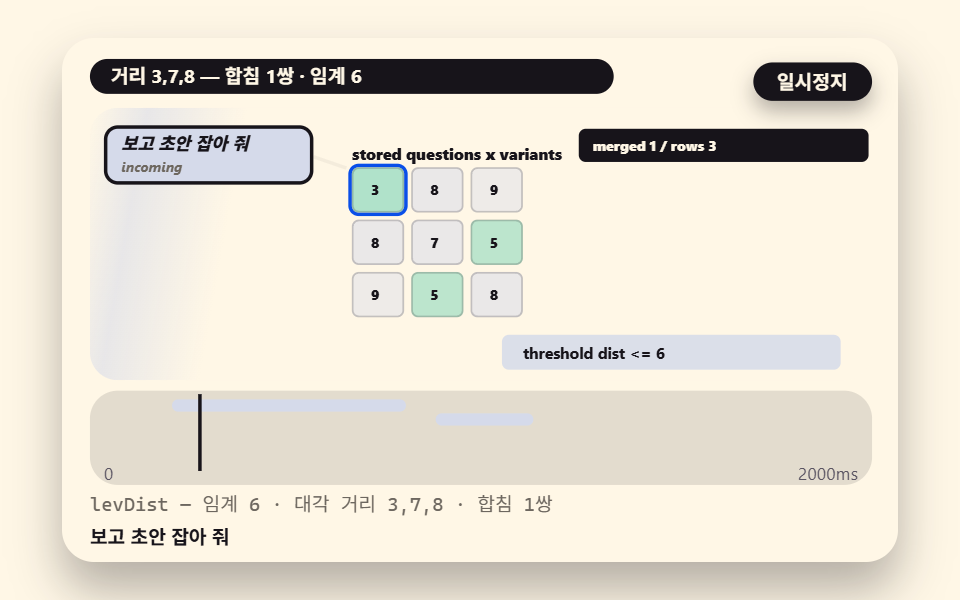 거리 3,7,8 — 합침 1쌍 · 임계 6
일시정지
보고 초안 잡아 줘
incoming
stored questions x variants
merged 1 / rows 3
3 8 9
8 7 5
9 5 8
threshold dist <= 6
0 2000ms
levDist — 임계 6 · 대각 거리 3,7,8 · 합침 1쌍
보고 초안 잡아 줘